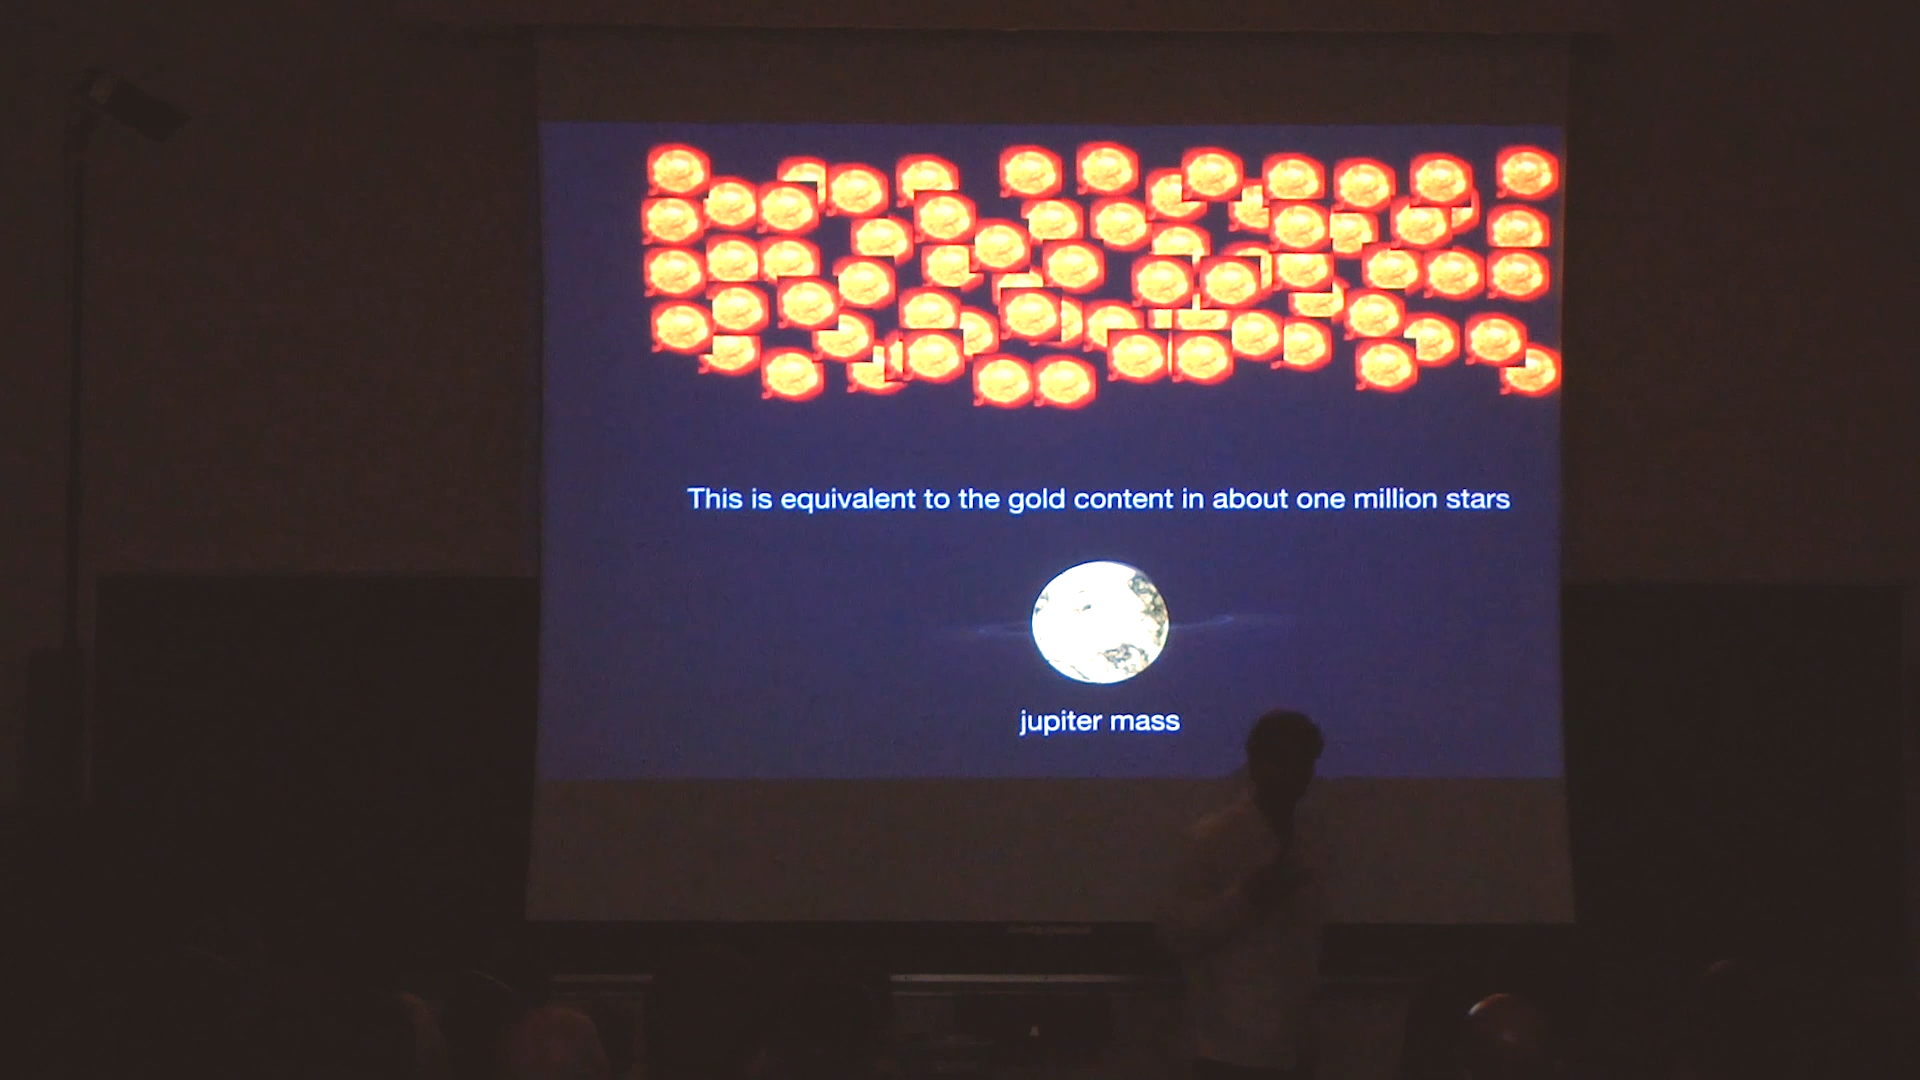 This is equivalent to the gold content in about one million stars
jupiter mass